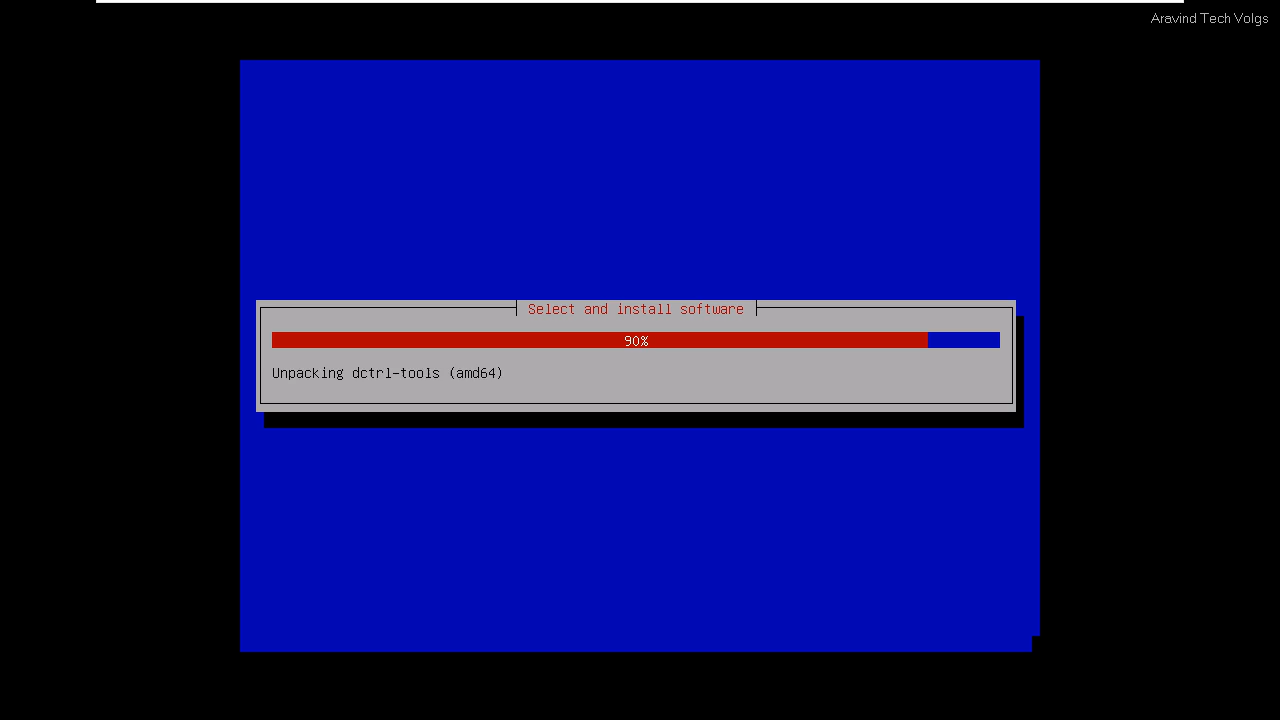 Aravind Tech Volgs
Select and install software
90%
Unpacking dctrl-tools (amd64)